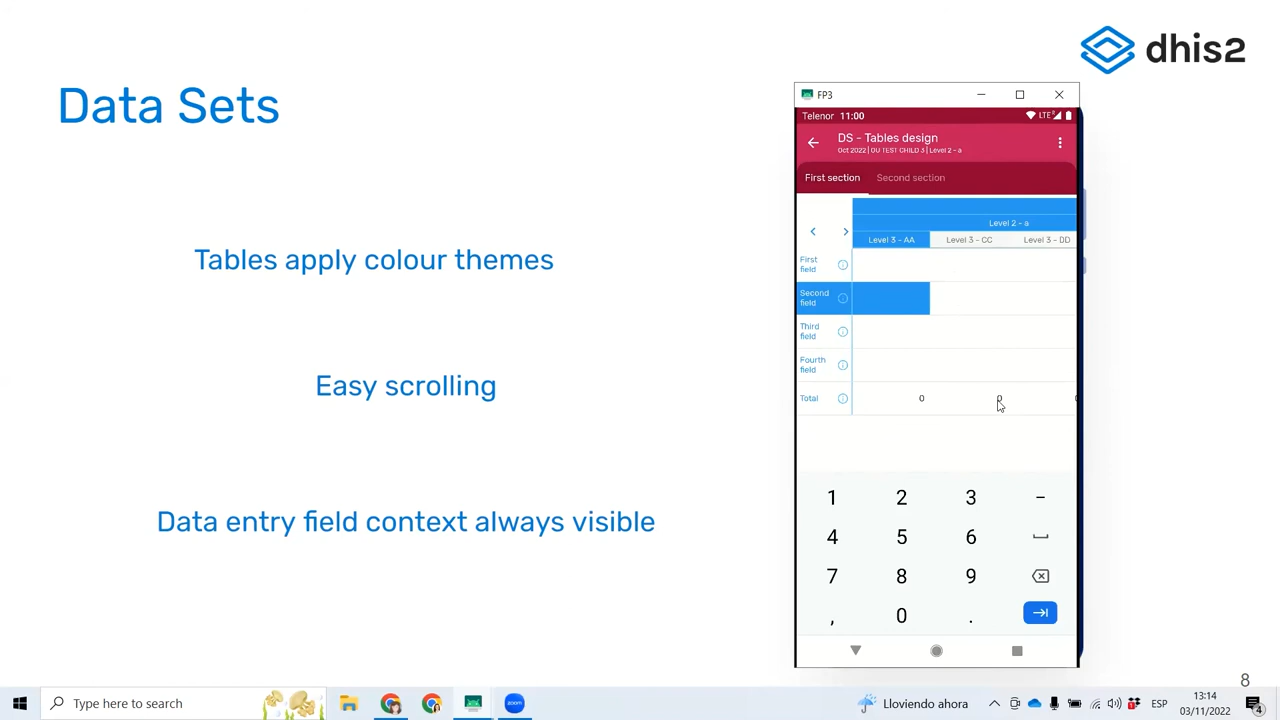 dhis2
Data Sets
Tables apply colour themes
Easy scrolling
Data entry field context always visible
FP3
Telenor 11:00 LTE
DS - Tables design
Oct 2022 | OU TEST CHILD 3 | Level 2 - a
First section Second section
Level 2 - a
Level 3 - AA Level 3 - CC Level 3 - DD
First
field
Second
field
Third
field
Fourth
field
Total 0 0
1 2 3 -
4 5 6
7 8 9
, 0 .
8
Type here to search
zoom
Lloviendo ahora
ESP
13:14
03/11/2022
4